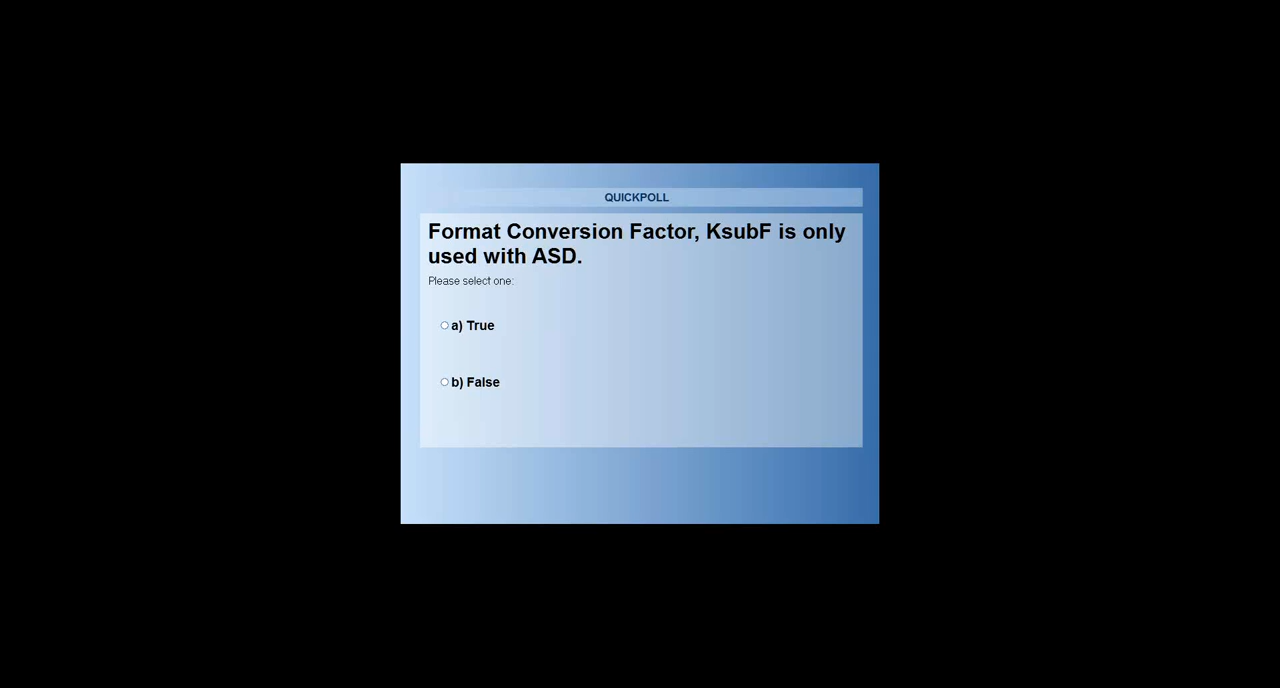 QUICKPOLL
Format Conversion Factor, KsubF is only
used with ASD.
Please select one:
a) True
b) False